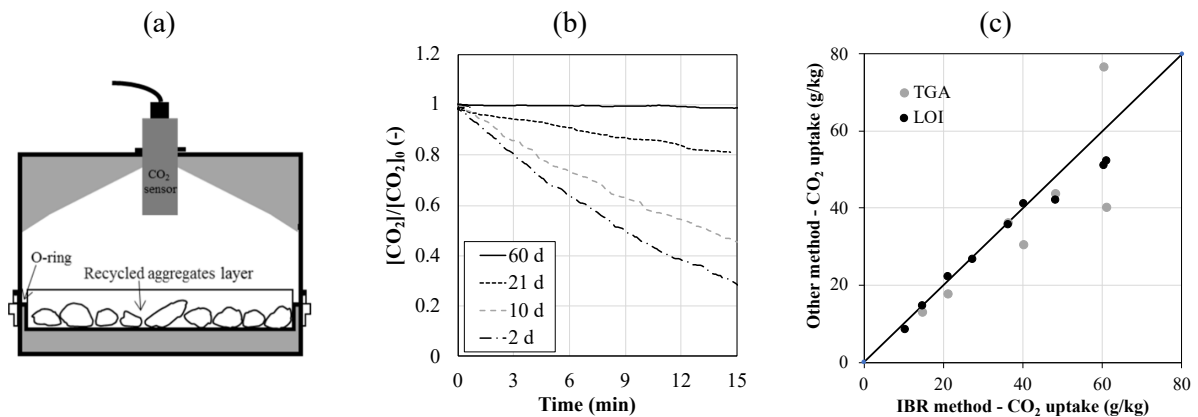 (a)
CO2
sensor
O-ring
Recycled aggregates layer
(b)
[CO2]/[CO2]0 (-)
1.2
1
0.8
0.6
0.4
0.2
0
60 d
21 d
10 d
2 d
0 3 6 9 12 15
Time (min)
(c)
Other method - CO2 uptake (g/kg)
80
60
40
20
0
TGA
LOI
0 20 40 60 80
IBR method - CO2 uptake (g/kg)